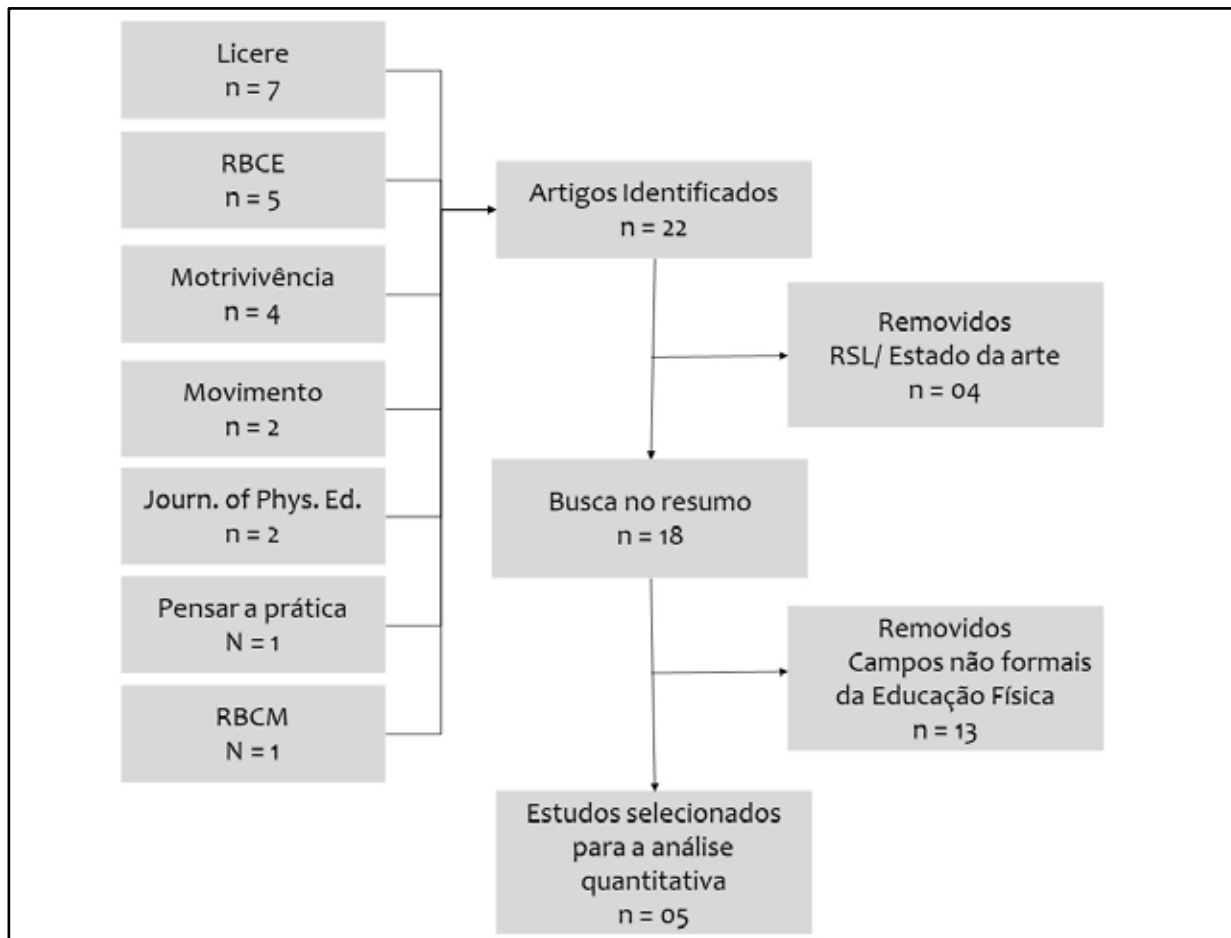 Licere
n = 7
RBCE
n = 5
Motrivivência
n = 4
Movimento
n = 2
Journ. of Phys. Ed.
n = 2
Pensar a prática
N = 1
RBCM
N = 1
Artigos Identificados
n = 22
Removidos
RSL/ Estado da arte
n = 04
Busca no resumo
n = 18
Removidos
Campos não formais
da Educação Física
n = 13
Estudos selecionados
para a análise
quantitativa
n = 05